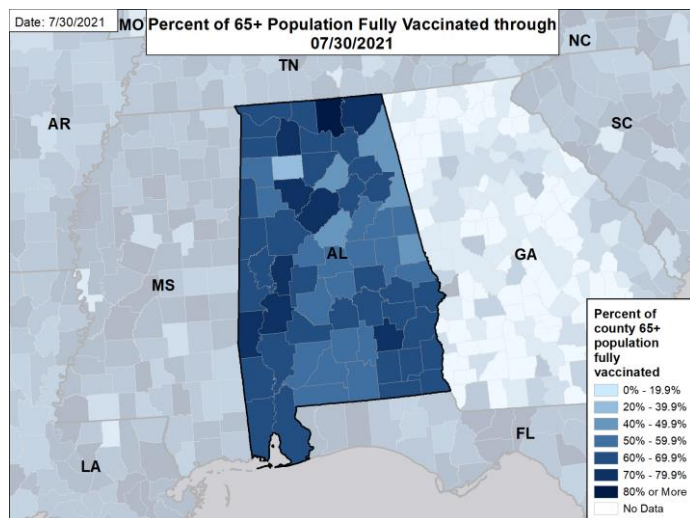 Date: 7/30/2021
MO
Percent of 65+ Population Fully Vaccinated through
07/30/2021
NC
TN
AR
SC
AL
GA
MS
Percent of
county 65+
population
fully
vaccinated
0% - 19.9%
20% - 39.9%
40% - 49.9%
50% - 59.9%
60% - 69.9%
70% - 79.9%
80% or More
No Data
FL
LA